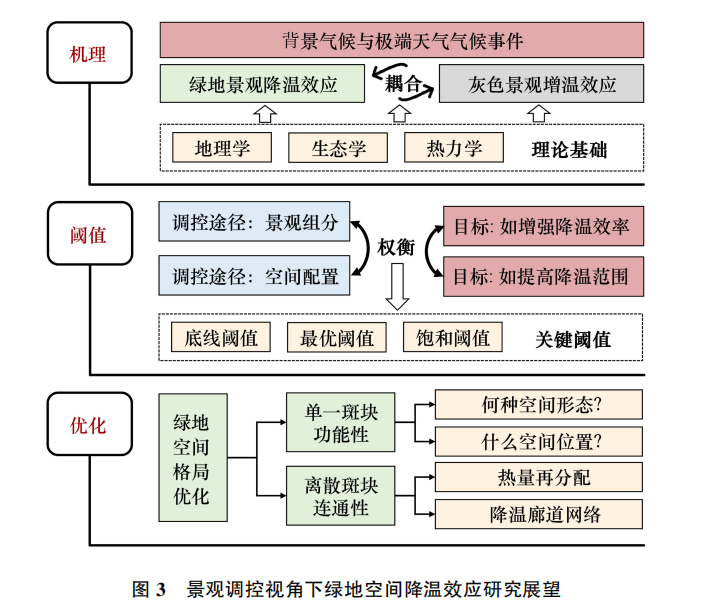 机理
背景气候与极端天气气候事件
绿地景观降温效应
耦合
灰色景观增温效应
地理学
生态学
热力学
理论基础
阈值
调控途径：景观组分
调控途径：空间配置
权衡
目标: 如增强降温效率
目标: 如提高降温范围
底线阈值
最优阈值
饱和阈值
关键阈值
优化
绿地
空间
格局
优化
单一斑块
功能性
离散斑块
连通性
何种空间形态?
什么空间位置?
热量再分配
降温廊道网络
图 3 景观调控视角下绿地空间降温效应研究展望